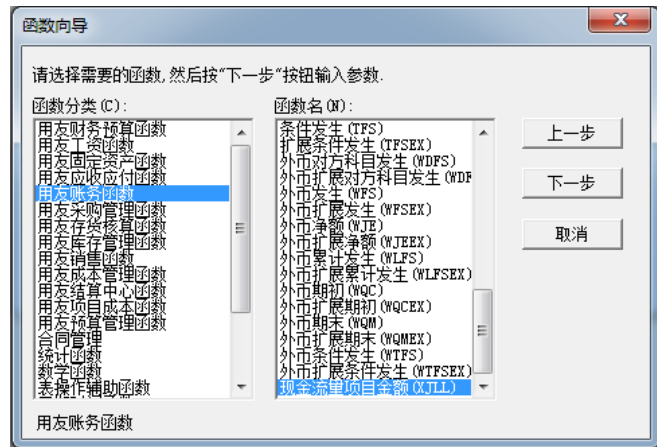 函数向导
请选择需要的函数,然后按"下一步"按钮输入参数.
函数分类(C):
用友财务预算函数
用友工资函数
用友固定资产函数
用友应收应付函数
用友账务函数
用友采购管理函数
用友存货核算函数
用友库存管理函数
用友销售函数
用友成本管理函数
用友结算中心函数
用友项目成本函数
用友预算管理函数
合同管理
统计函数
数学函数
表操作辅助函数
函数名(N):
条件发生(TFS)
扩展条件发生(TFSEX)
外币对方科目发生(WDFS)
外币扩展对方科目发生(WDF
外币发生(WFS)
外币扩展发生(WFSEX)
外币净额(WJE)
外币扩展净额(WJEEX)
外币累计发生(WLFS)
外币扩展累计发生(WLFSEX)
外币期初(WQC)
外币扩展期初(WQCEX)
外币期末(WQM)
外币扩展期末(WQMEX)
外币条件发生(WTFS)
外币扩展条件发生(WTFSEX)
现金流量项目金额(XJLL)
上一步
下一步
取消
用友账务函数